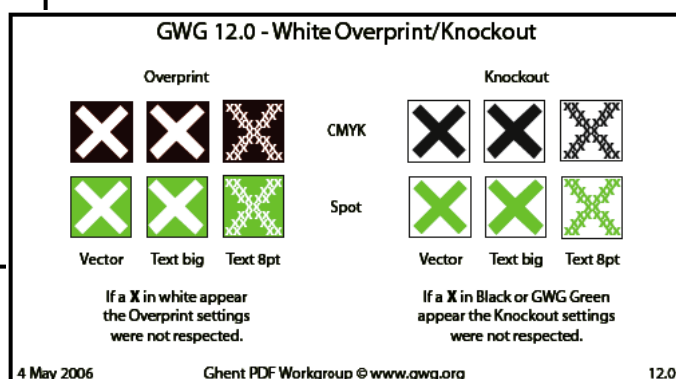 GWG 12.0 - White Overprint/Knockout
Overprint
Knockout
CMYK
Spot
Vector Text big Text 8pt
Vector Text big Text 8pt
If a X in white appear
the Overprint settings
were not respected.
If a X in Black or GWG Green
appear the Knockout settings
were not respected.
4 May 2006 Ghent PDF Workgroup © www.gwg.org 12.0